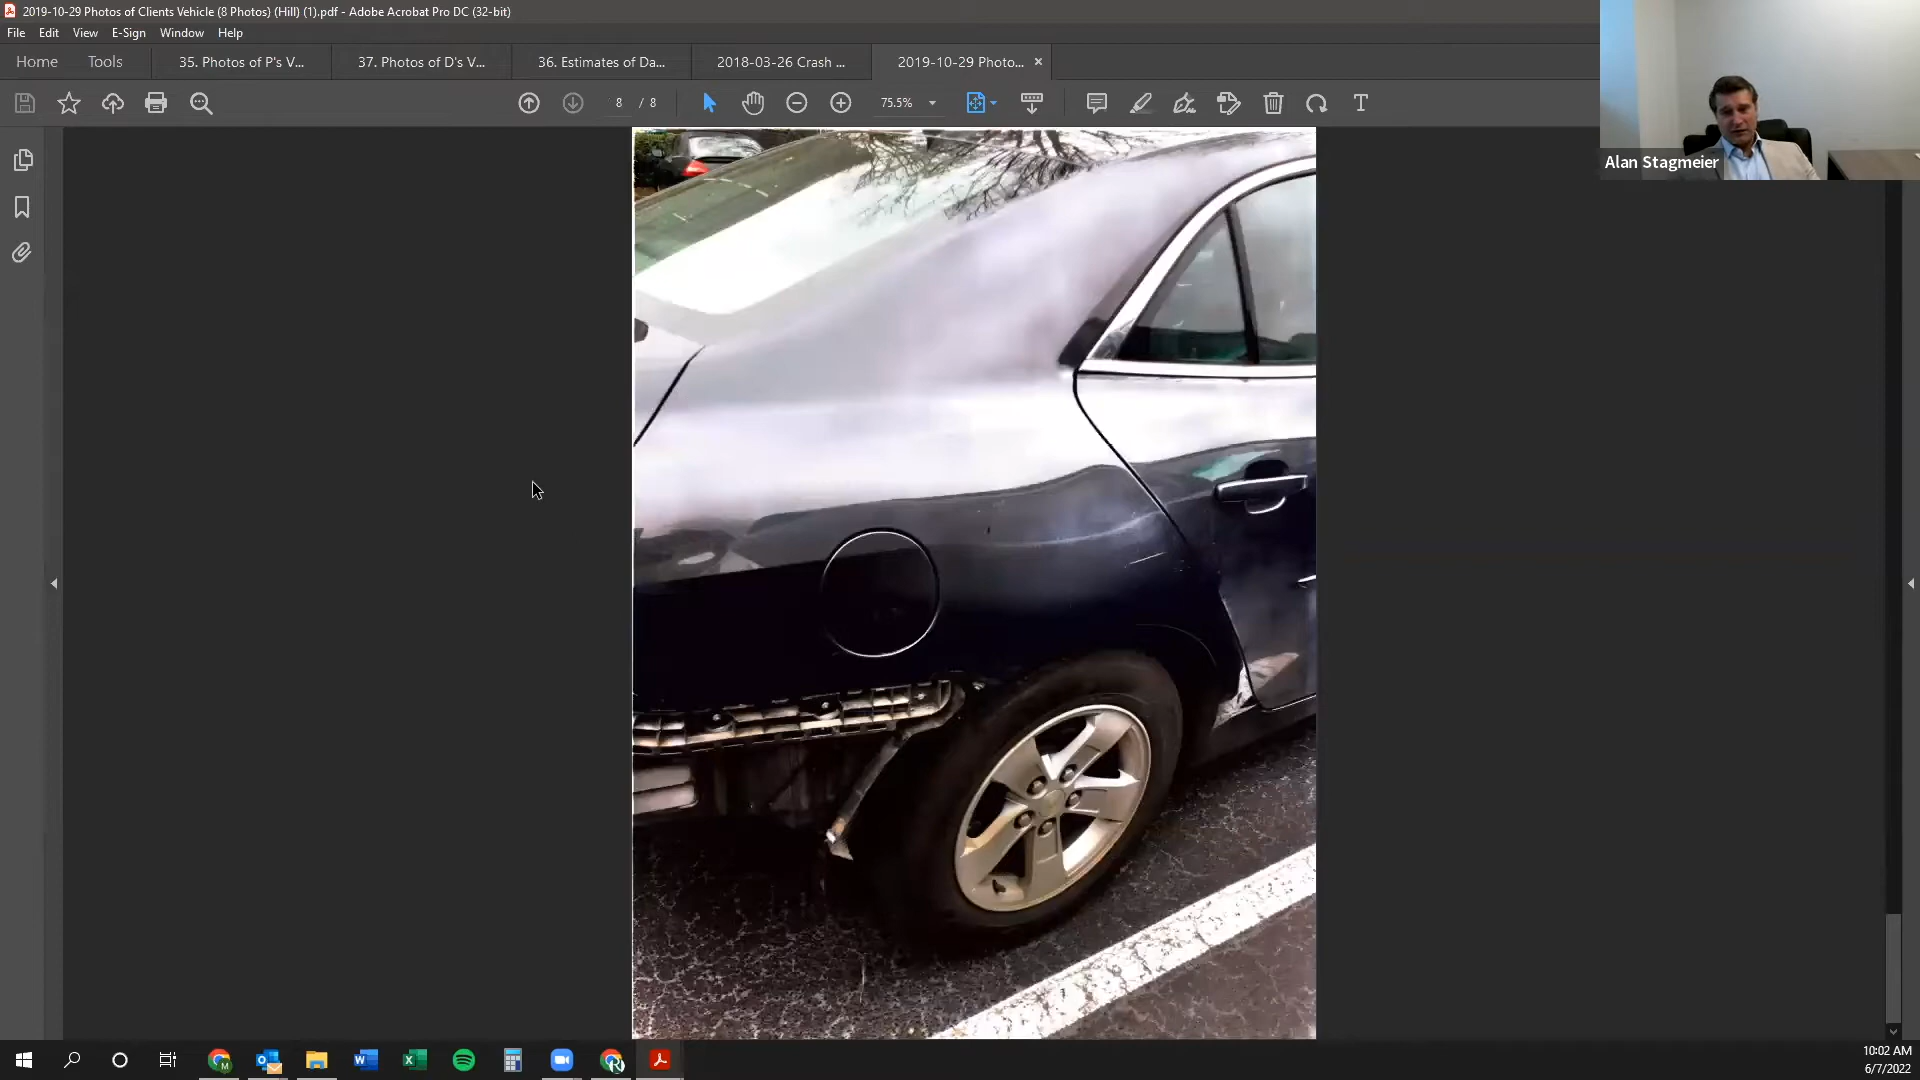 2019-10-29 Photos of Clients Vehicle (8 Photos) (Hill) (1).pdf - Adobe Acrobat Pro DC (32-bit)
File Edit View E-Sign Window Help
Home Tools 35. Photos of P's V... 37. Photos of D's V... 36. Estimates of Da... 2018-03-26 Crash ... 2019-10-29 Photo... ×
8 / 8 75.5%
Alan Stagmeier
10:02 AM
6/7/2022